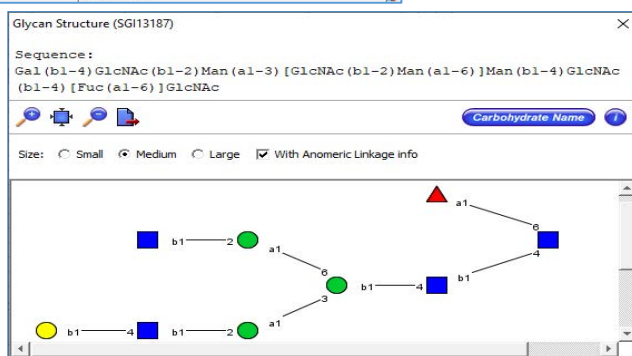 Glycan Structure (SGI13187)
Sequence:
Gal(b1-4)GlcNAc(b1-2)Man(a1-3)[GlcNAc(b1-2)Man(a1-6)]Man(b1-4)GlcNAc
(b1-4)[Fuc(a1-6)]GlcNAc
Carbohydrate Name i
Size: Small Medium Large With Anomeric Linkage info
a1
6
b1 2 a1 4
6 b1 4 b1
3
b1 4 b1 2 a1